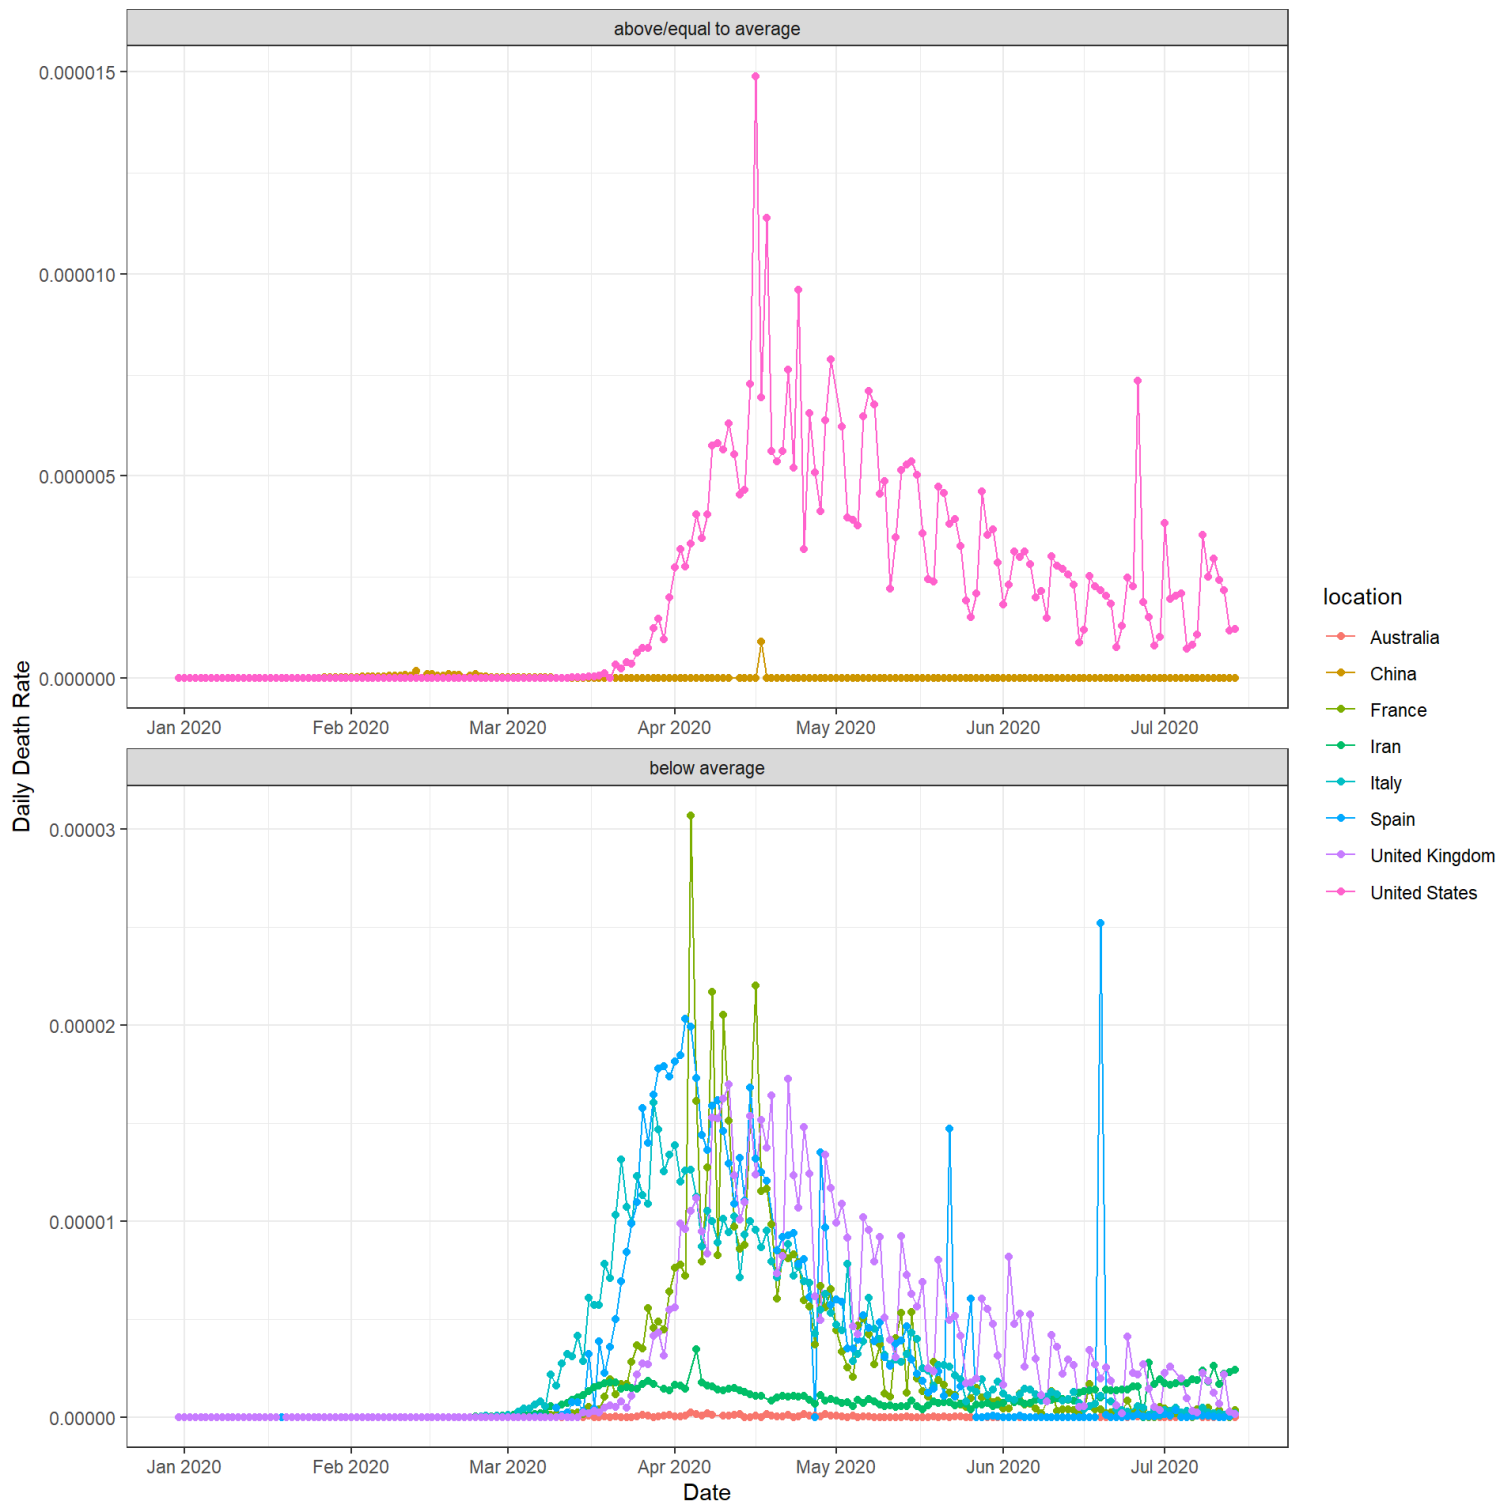 above/equal to average
0.000015
0.000010
0.000005
0.000000
Jan 2020 Feb 2020 Mar 2020 Apr 2020 May 2020 Jun 2020 Jul 2020
below average
0.00003
0.00002
0.00001
0.00000
Jan 2020 Feb 2020 Mar 2020 Apr 2020 May 2020 Jun 2020 Jul 2020
Date
Daily Death Rate
location
Australia
China
France
Iran
Italy
Spain
United Kingdom
United States